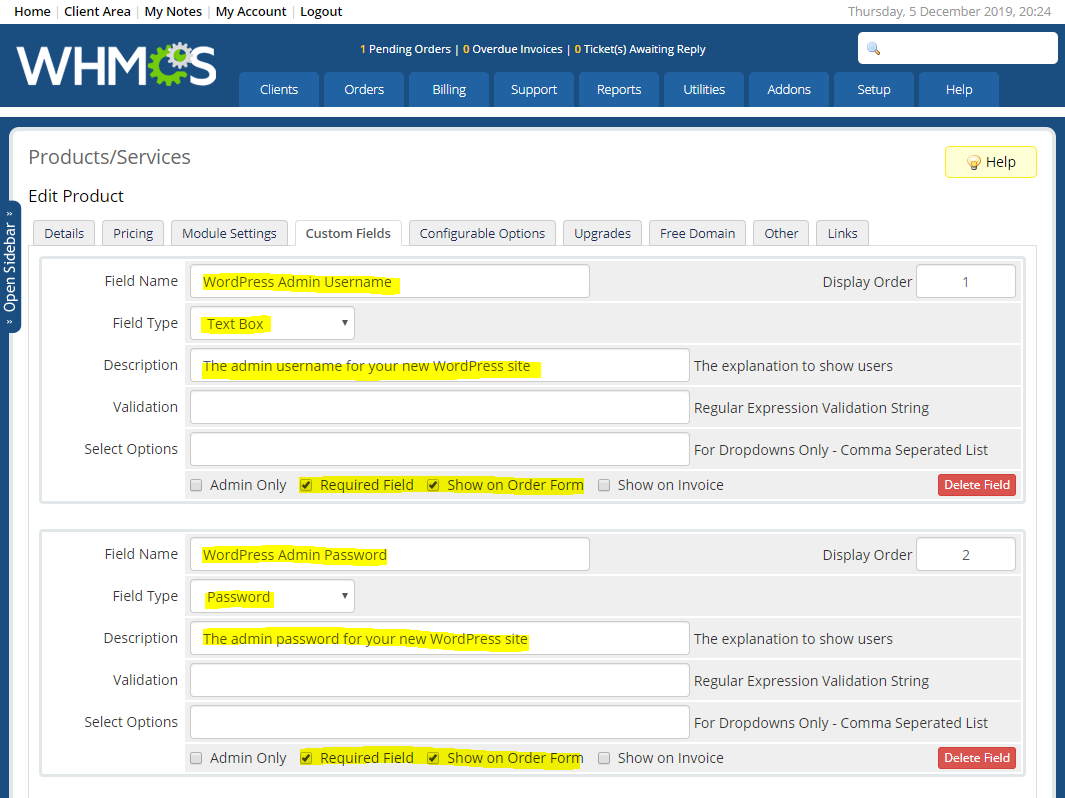 Home | Client Area | My Notes | My Account | Logout Thursday, 5 December 2019, 20:24
WHMCS
1 Pending Orders | 0 Overdue Invoices | 0 Ticket(s) Awaiting Reply
Clients Orders Billing Support Reports Utilities Addons Setup Help
» Open Sidebar »
Products/Services
Help
Edit Product
Details Pricing Module Settings Custom Fields Configurable Options Upgrades Free Domain Other Links
Field Name WordPress Admin Username Display Order 1
Field Type Text Box
Description The admin username for your new WordPress site The explanation to show users
Validation Regular Expression Validation String
Select Options For Dropdowns Only - Comma Seperated List
Admin Only Required Field Show on Order Form Show on Invoice Delete Field
Field Name WordPress Admin Password Display Order 2
Field Type Password
Description The admin password for your new WordPress site The explanation to show users
Validation Regular Expression Validation String
Select Options For Dropdowns Only - Comma Seperated List
Admin Only Required Field Show on Order Form Show on Invoice Delete Field